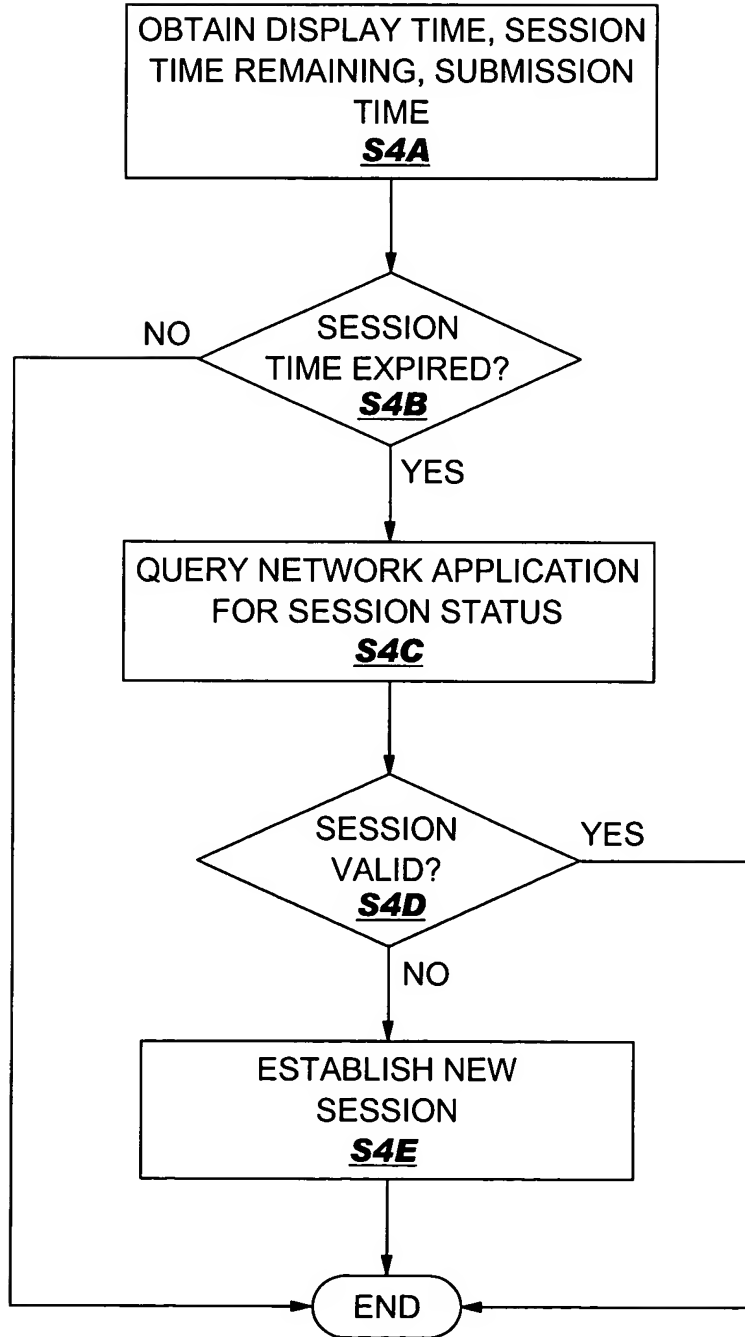 OBTAIN DISPLAY TIME, SESSION
TIME REMAINING, SUBMISSION
TIME
S4A
NO
SESSION
TIME EXPIRED?
S4B
YES
QUERY NETWORK APPLICATION
FOR SESSION STATUS
S4C
SESSION
VALID?
S4D
YES
NO
ESTABLISH NEW
SESSION
S4E
END